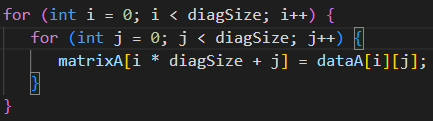 for (int i = 0; i < diagSize; i++) {
    for (int j = 0; j < diagSize; j++) {
        matrixA[i * diagSize + j] = dataA[i][j];
    }
}